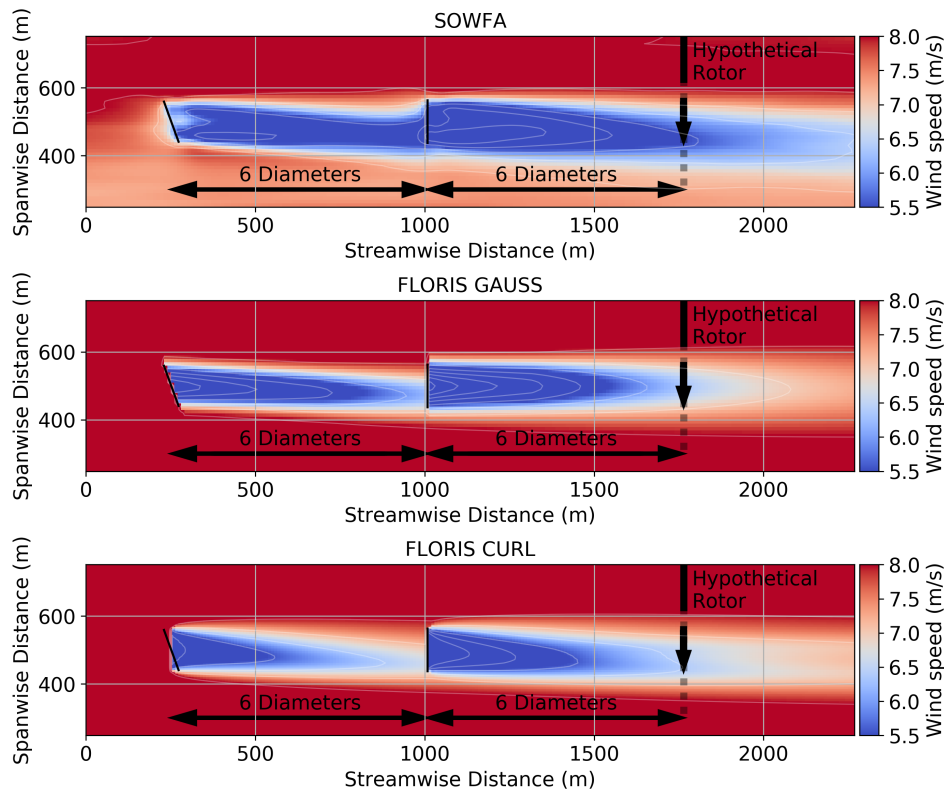 SOWFA
Spanwise Distance (m)
600
400
Hypothetical
Rotor
6 Diameters
6 Diameters
0
500
1000
1500
2000
Streamwise Distance (m)
8.0
7.5
7.0
6.5
6.0
5.5
Wind speed (m/s)
FLORIS GAUSS
Spanwise Distance (m)
600
400
Hypothetical
Rotor
6 Diameters
6 Diameters
0
500
1000
1500
2000
Streamwise Distance (m)
8.0
7.5
7.0
6.5
6.0
5.5
Wind speed (m/s)
FLORIS CURL
Spanwise Distance (m)
600
400
Hypothetical
Rotor
6 Diameters
6 Diameters
0
500
1000
1500
2000
Streamwise Distance (m)
8.0
7.5
7.0
6.5
6.0
5.5
Wind speed (m/s)